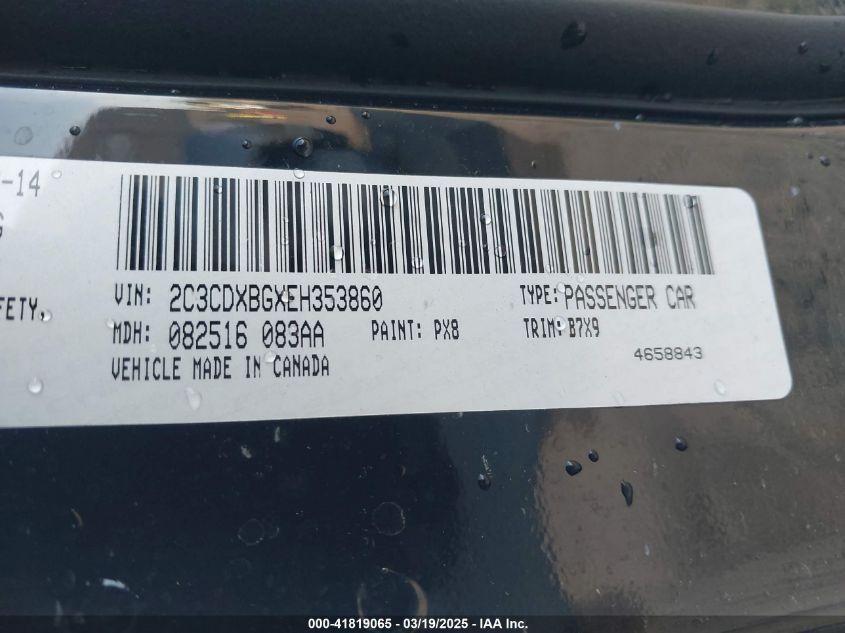 -14
VIN: 2C3CDXBGXEH353860 TYPE: PASSENGER CAR
FETY,
MDH: 082516 083AA PAINT: PX8 TRIM: B7X9
VEHICLE MADE IN CANADA 4658843
000-41819065 - 03/19/2025 - IAA Inc.